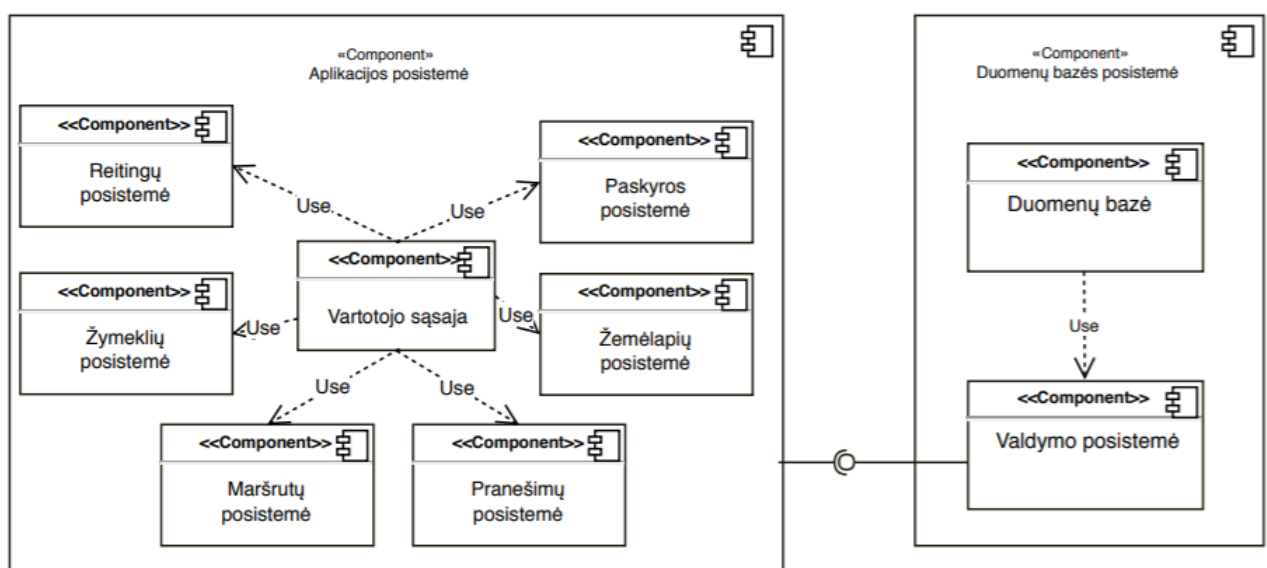 «Component»
Aplikacijos posistemė
<<Component>>
Reitingų
posistemė
<<Component>>
Paskyros
posistemė
Use
Use
<<Component>>
Vartotojo sąsaja
<<Component>>
Žymeklių
posistemė
Use
Use
<<Component>>
Žemėlapių
posistemė
Use
Use
<<Component>>
Maršrutų
posistemė
<<Component>>
Pranešimų
posistemė
«Component»
Duomenų bazės posistemė
<<Component>>
Duomenų bazė
Use
<<Component>>
Valdymo posistemė